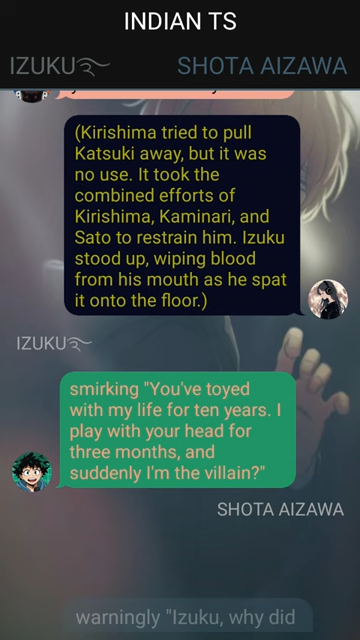 INDIAN TS
IZUKU
SHOTA AIZAWA
(Kirishima tried to pull
Katsuki away, but it was
no use. It took the
combined efforts of
Kirishima, Kaminari, and
Sato to restrain him. Izuku
stood up, wiping blood
from his mouth as he spat
it onto the floor.)
IZUKU
smirking "You've toyed
with my life for ten years. I
play with your head for
three months, and
suddenly I'm the villain?"
SHOTA AIZAWA
warningly "Izuku, why did